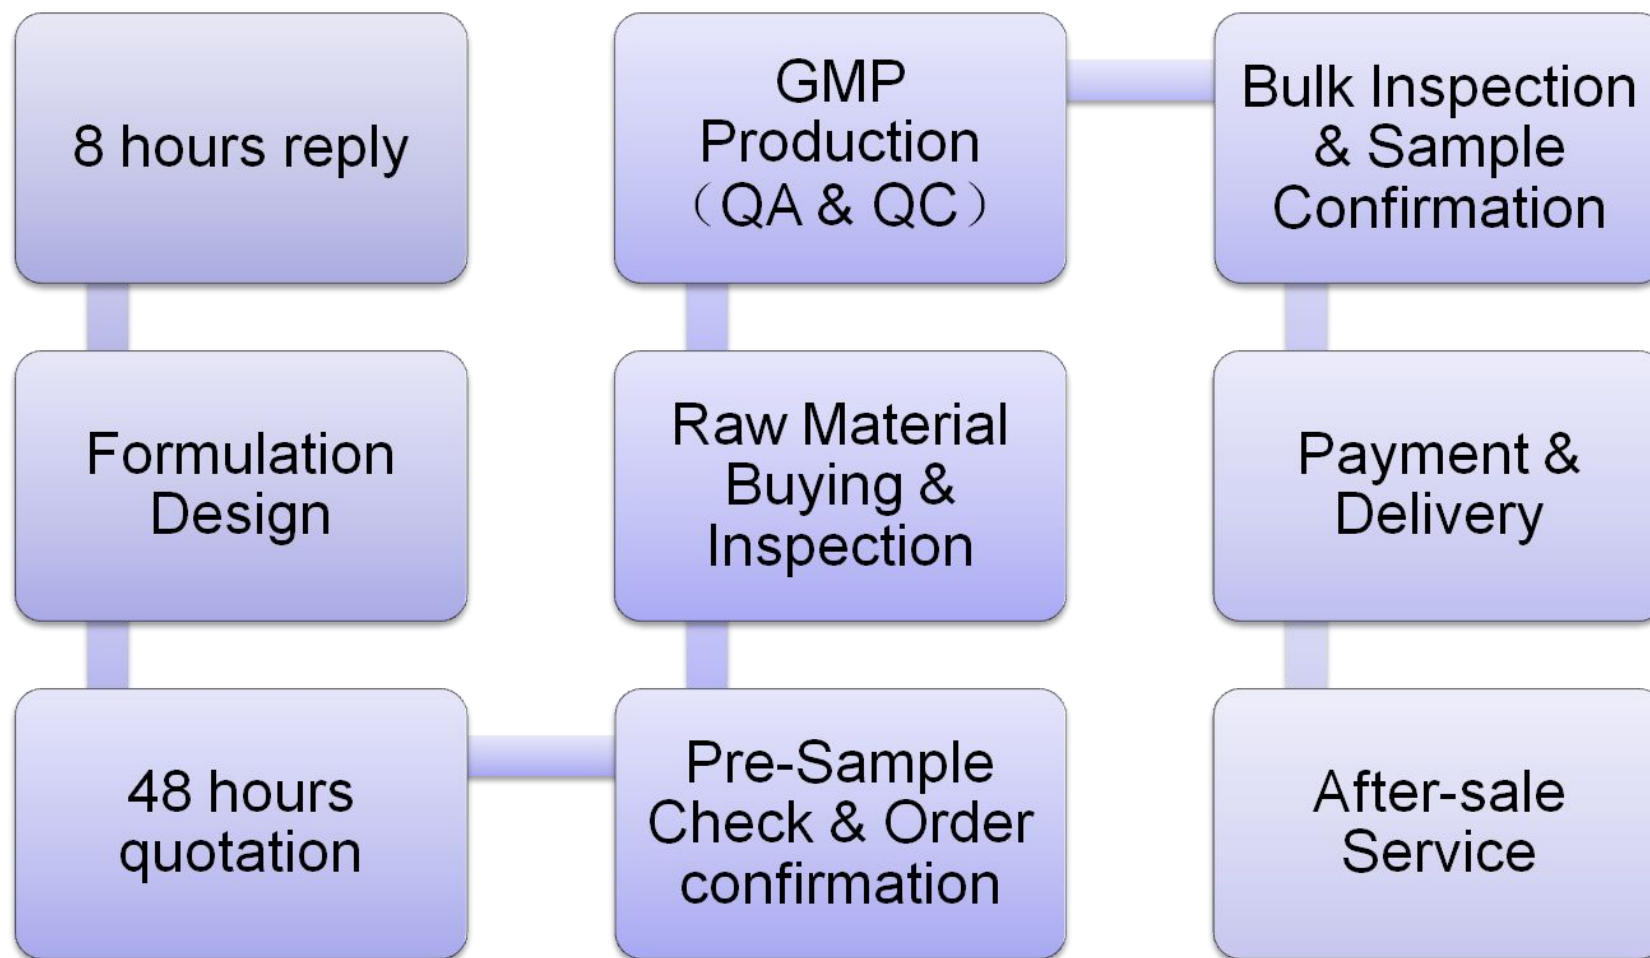 8 hours reply
Formulation
Design
48 hours
quotation
Pre-Sample
Check & Order
confirmation
Raw Material
Buying &
Inspection
GMP
Production
（QA & QC）
Bulk Inspection
& Sample
Confirmation
Payment &
Delivery
After-sale
Service